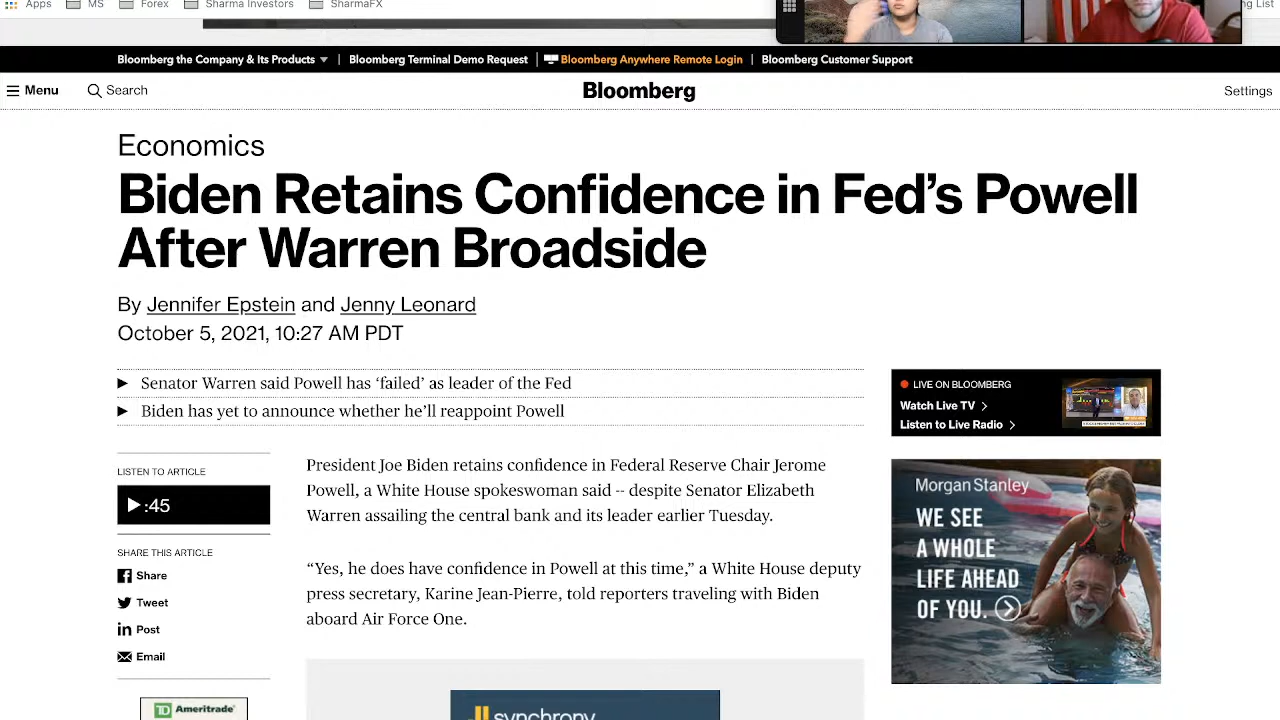 Apps MS Forex Sharma Investors SharmaFX
ng List
Bloomberg the Company & Its Products ▼ | Bloomberg Terminal Demo Request | Bloomberg Anywhere Remote Login | Bloomberg Customer Support
Menu Search Bloomberg Settings
Economics
Biden Retains Confidence in Fed’s Powell
After Warren Broadside
By Jennifer Epstein and Jenny Leonard
October 5, 2021, 10:27 AM PDT
▶ Senator Warren said Powell has ‘failed’ as leader of the Fed
▶ Biden has yet to announce whether he’ll reappoint Powell
LIVE ON BLOOMBERG
Watch Live TV >
Listen to Live Radio >
LISTEN TO ARTICLE
▶ :45
SHARE THIS ARTICLE
Share
Tweet
Post
Email
TD Ameritrade
President Joe Biden retains confidence in Federal Reserve Chair Jerome
Powell, a White House spokeswoman said -- despite Senator Elizabeth
Warren assailing the central bank and its leader earlier Tuesday.
“Yes, he does have confidence in Powell at this time,” a White House deputy
press secretary, Karine Jean-Pierre, told reporters traveling with Biden
aboard Air Force One.
synchrony
Morgan Stanley
WE SEE
A WHOLE
LIFE AHEAD
OF YOU.